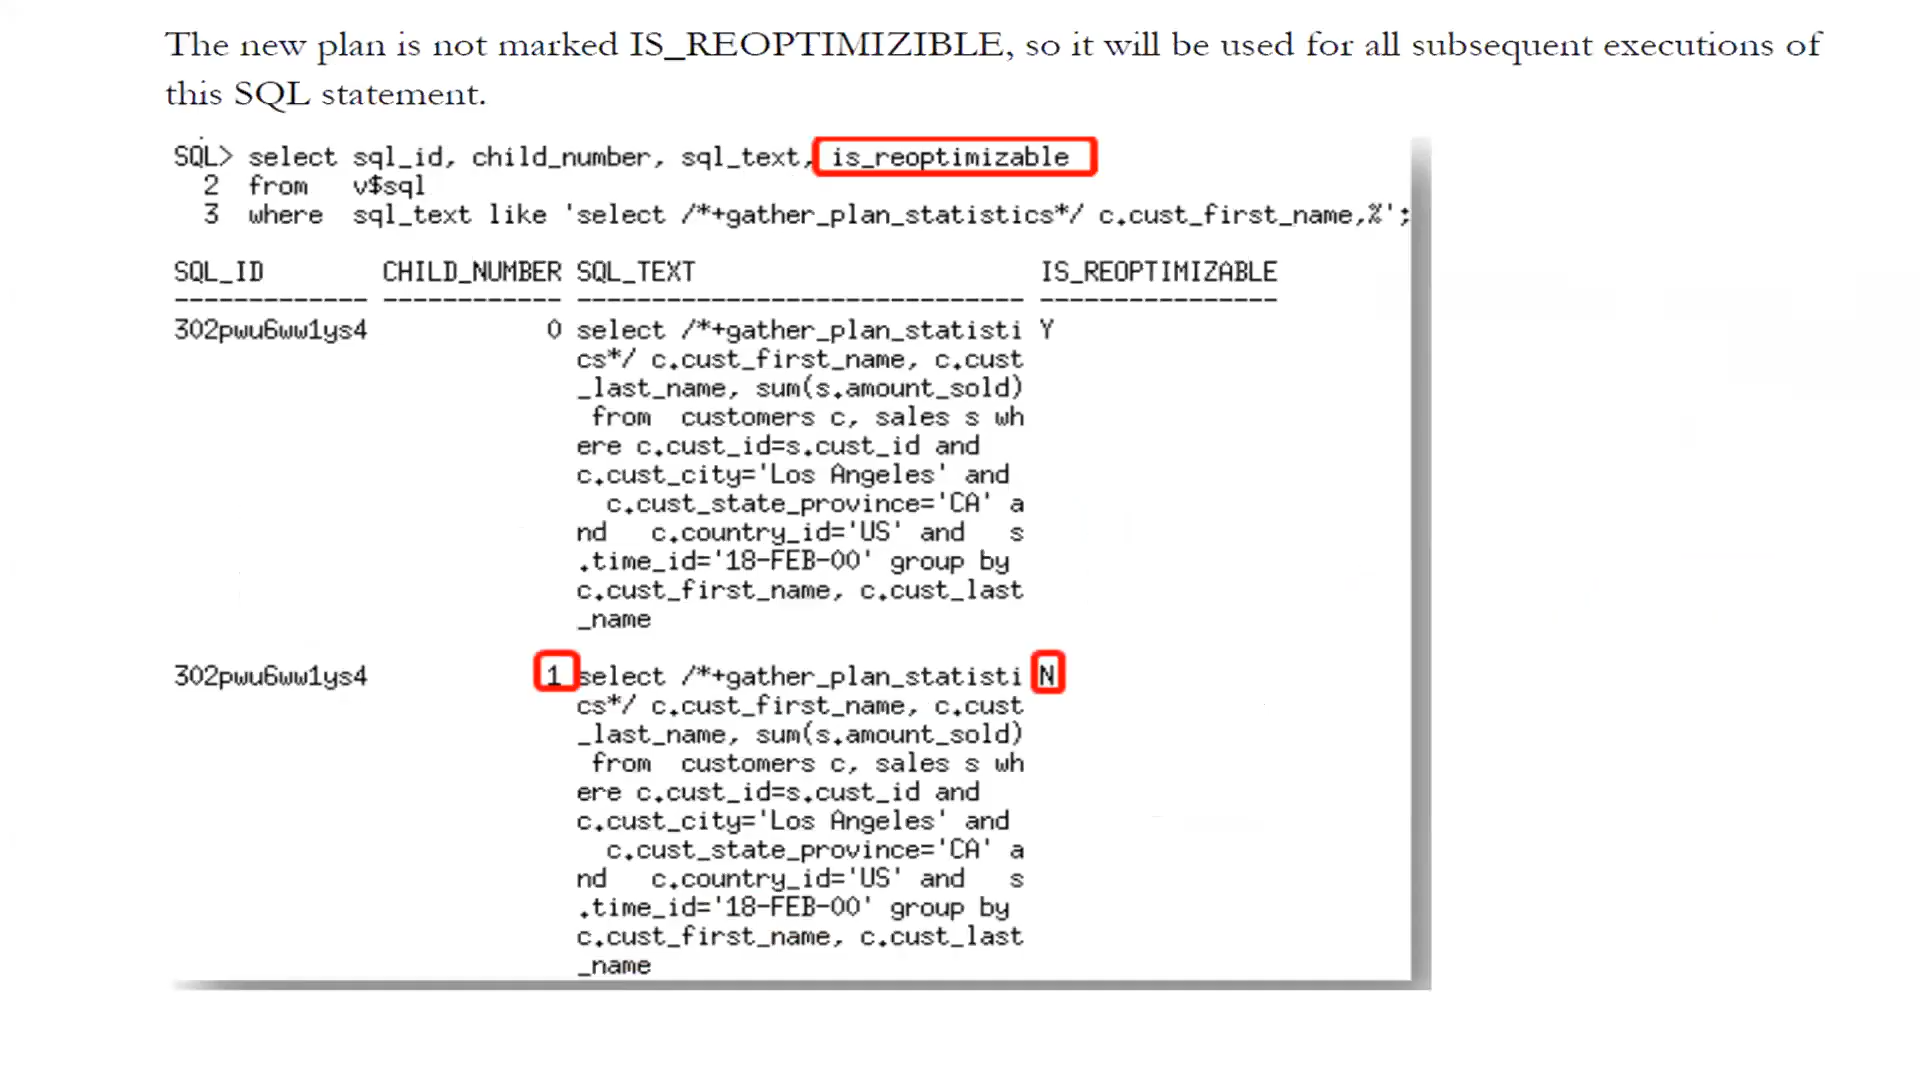 The new plan is not marked IS_REOPTIMIZIBLE, so it will be used for all subsequent executions of
this SQL statement.
SQL> select sql_id, child_number, sql_text, is_reoptimizable
2 from v$sql
3 where sql_text like 'select /*+gather_plan_statistics*/ c.cust_first_name,%';
SQL_ID CHILD_NUMBER SQL_TEXT IS_REOPTIMIZABLE
------------- ------------ ------------------------------ ----------------
302pwu6ww1ys4 0 select /*+gather_plan_statisti Y
cs*/ c.cust_first_name, c.cust
_last_name, sum(s.amount_sold)
from customers c, sales s wh
ere c.cust_id=s.cust_id and
c.cust_city='Los Angeles' and
c.cust_state_province='CA' a
nd c.country_id='US' and s
.time_id='18-FEB-00' group by
c.cust_first_name, c.cust_last
_name
302pwu6ww1ys4 1 select /*+gather_plan_statisti N
cs*/ c.cust_first_name, c.cust
_last_name, sum(s.amount_sold)
from customers c, sales s wh
ere c.cust_id=s.cust_id and
c.cust_city='Los Angeles' and
c.cust_state_province='CA' a
nd c.country_id='US' and s
.time_id='18-FEB-00' group by
c.cust_first_name, c.cust_last
_name